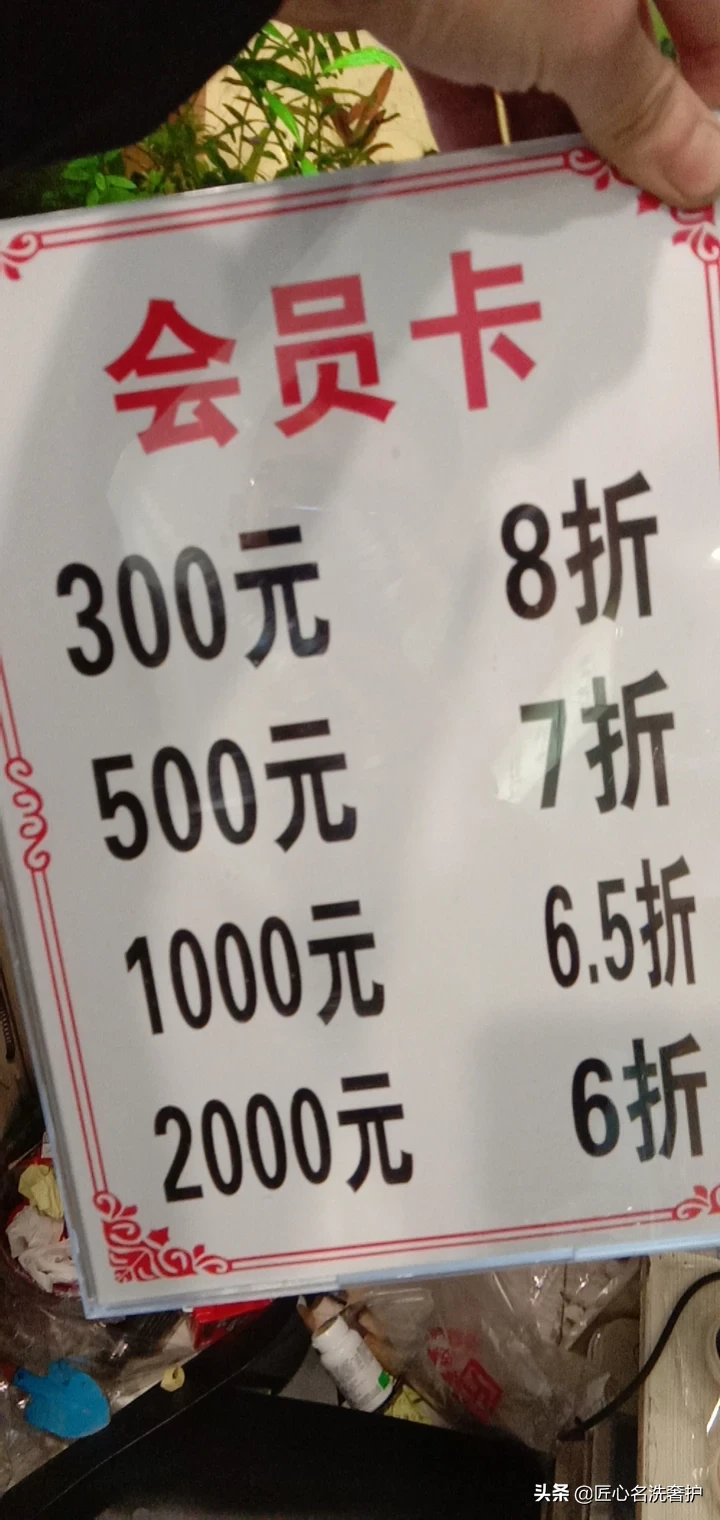 会员卡
300元 8折
500元 7折
1000元 6.5折
2000元 6折
头条 @匠心名洗奢护